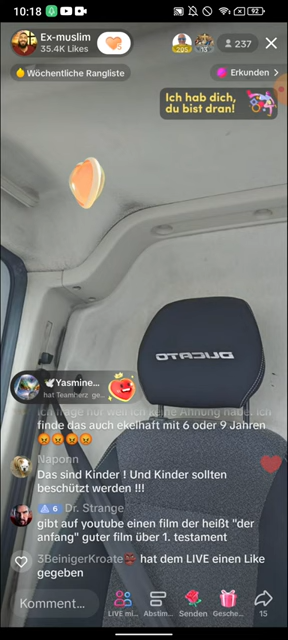 10:18
92
Ex-muslim
35.4K Likes
205
13
237
Wöchentliche Rangliste
Erkunden
Ich hab dich,
du bist dran!
DUCATO
Yasmine...
hat Teamherz ge...
Ich frage nur weil ich keine Ahnung habe. Ich
finde das auch ekelhaft mit 6 oder 9 Jahren
😡😡😡😡
Naponn
Das sind Kinder ! Und Kinder sollten
beschützt werden !!!
6 Dr. Strange
gibt auf youtube einen film der heißt "der
anfang" guter film über 1. testament
3BeinigerKroate hat dem LIVE einen Like
gegeben
Komment...
LIVE mi...
Abstim...
Senden
Gesche...
15